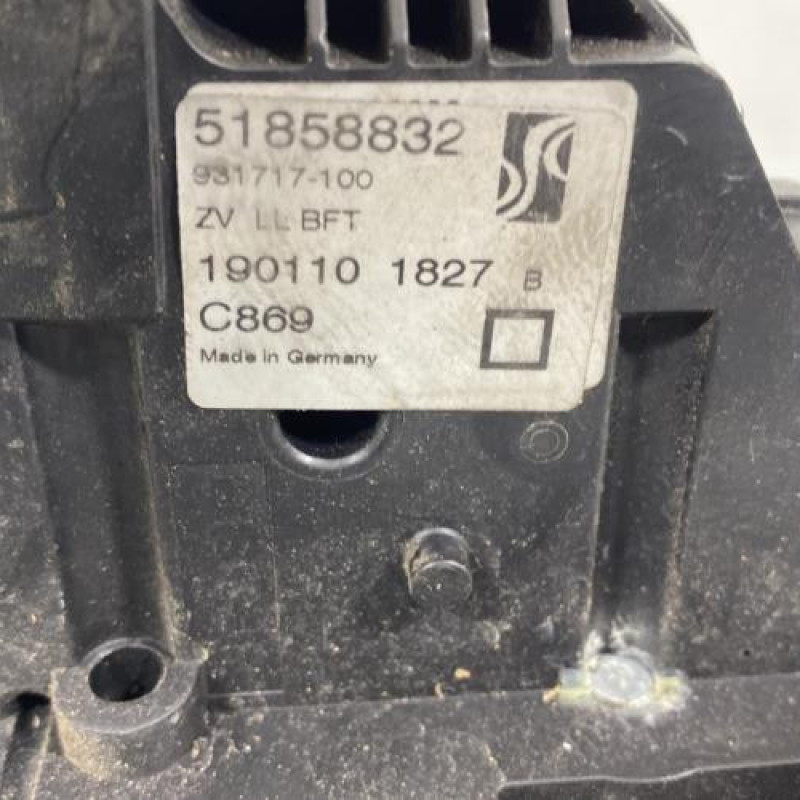 51858832
931717-100
ZV LL BFT
190110 1827 B
C869
Made in Germany